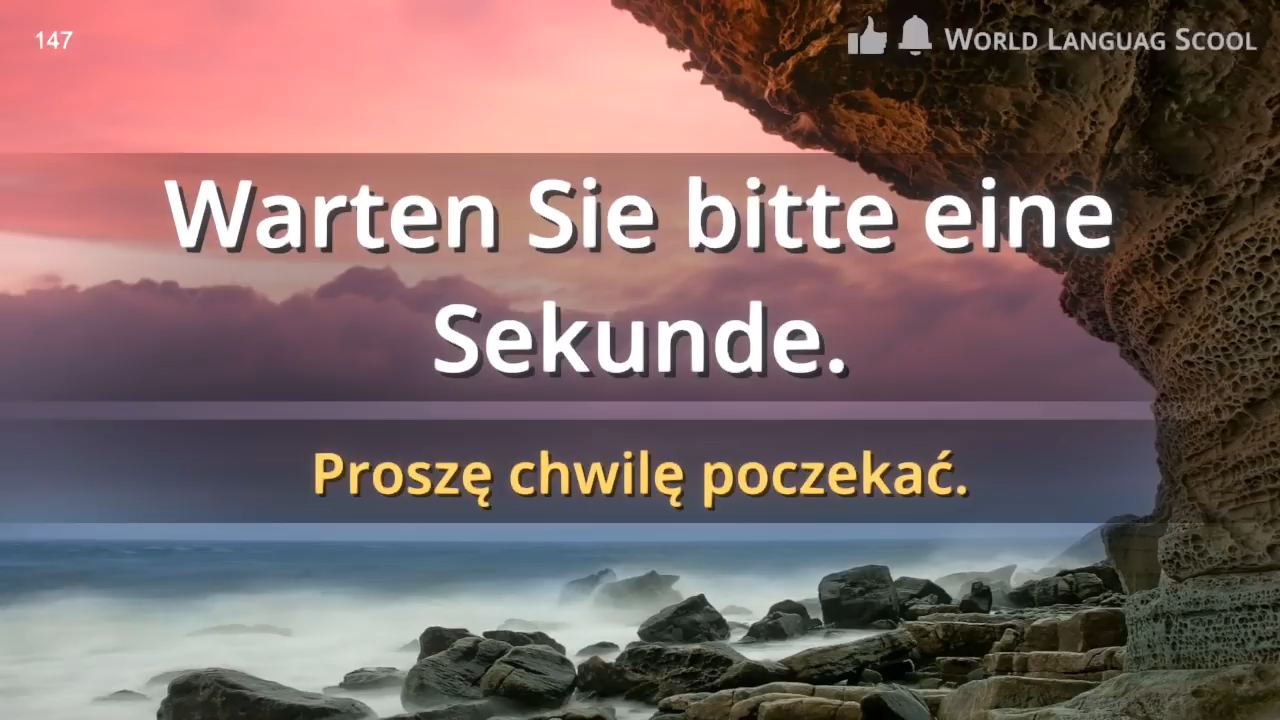 147
WORLD LANGUAG SCOOL
Warten Sie bitte eine
Sekunde.
Proszę chwilę poczekać.